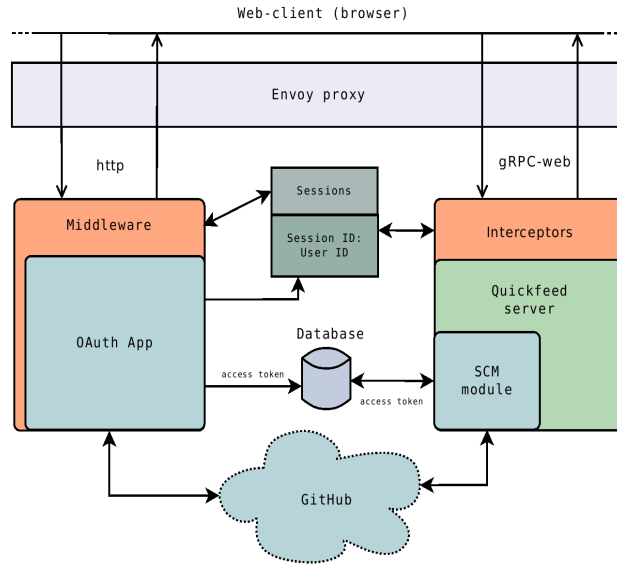 Web-client (browser)
Envoy proxy
http
gRPC-web
Sessions
Middleware
Session ID:
User ID
Interceptors
Quickfeed
server
OAuth App
Database
access token
access token
SCM
module
GitHub